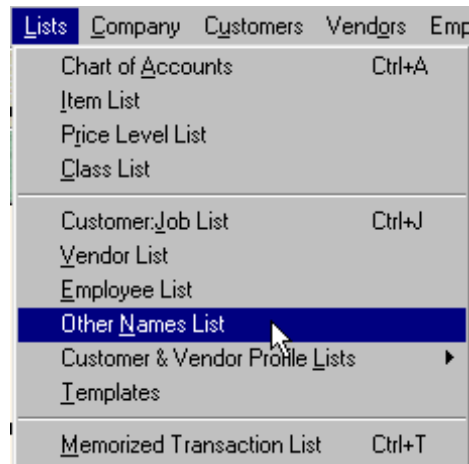 Lists Company Customers Vendors Emp
Chart of Accounts Ctrl+A
Item List
Price Level List
Class List
Customer:Job List Ctrl+J
Vendor List
Employee List
Other Names List
Customer & Vendor Profile Lists
Templates
Memorized Transaction List Ctrl+T